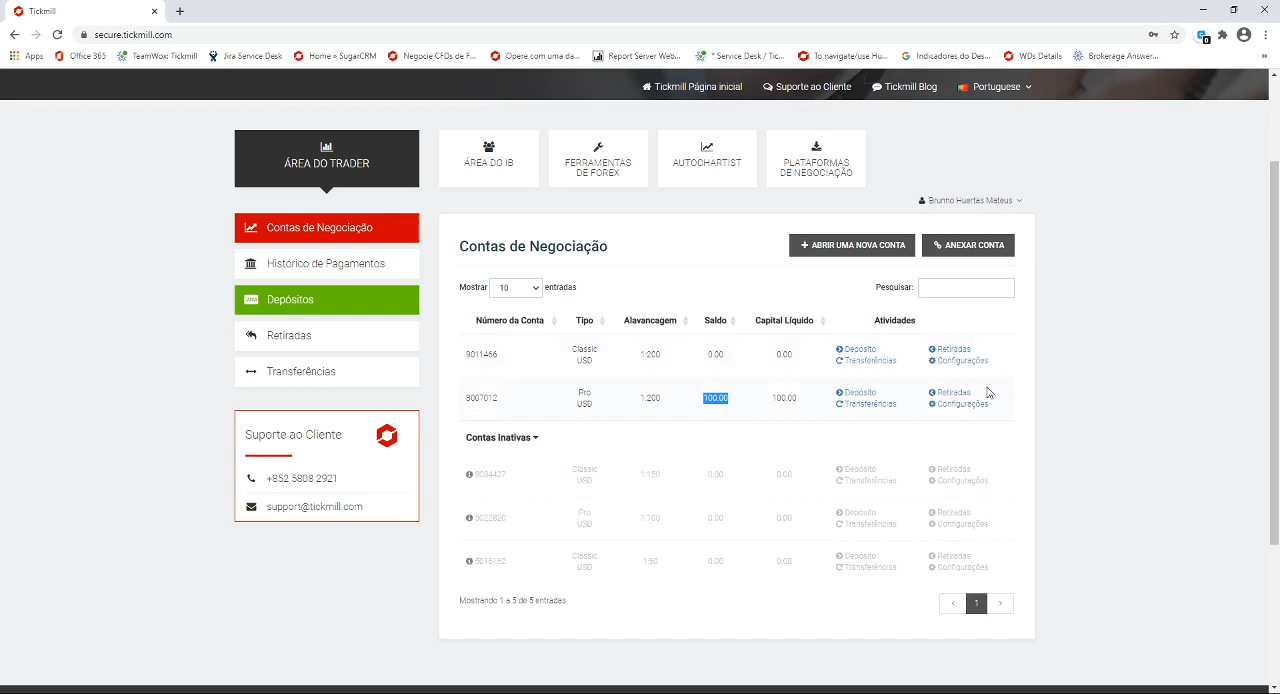 Tickmill
secure.tickmill.com
Apps Office 365 TeamWox: Tickmill Jira Service Desk Home » SugarCRM Negocie CFDs de F... Opere com uma da... Report Server Web... * Service Desk / Tic... To navigate/use Hu... Indicadores do Des... WDs Details Brokerage Answer... »
Tickmill Página inicial Suporte ao Cliente Tickmill Blog Portuguese
ÁREA DO TRADER
ÁREA DO IB
FERRAMENTAS
DE FOREX
AUTOCHARTIST
PLATAFORMAS
DE NEGOCIAÇÃO
Brunno Huertas Mateus
Contas de Negociação
Histórico de Pagamentos
Depósitos
Retiradas
Transferências
Suporte ao Cliente
+852 5808 2921
support@tickmill.com
Contas de Negociação
+ ABRIR UMA NOVA CONTA
ANEXAR CONTA
Mostrar 10 entradas
Pesquisar:
Número da Conta Tipo Alavancagem Saldo Capital Líquido Atividades
9011466 Classic USD 1:200 0.00 0.00 Depósito Retiradas
Transferências Configurações
8007012 Pro USD 1:200 100.00 100.00 Depósito Retiradas
Transferências Configurações
Contas Inativas
8034427 Classic USD 1:150 0.00 0.00 Depósito Retiradas
Transferências Configurações
5022820 Pro USD 1:100 0.00 0.00 Depósito Retiradas
Transferências Configurações
5016162 Classic USD 1:50 0.00 0.00 Depósito Retiradas
Transferências Configurações
Mostrando 1 a 5 de 5 entradas
‹ 1 ›